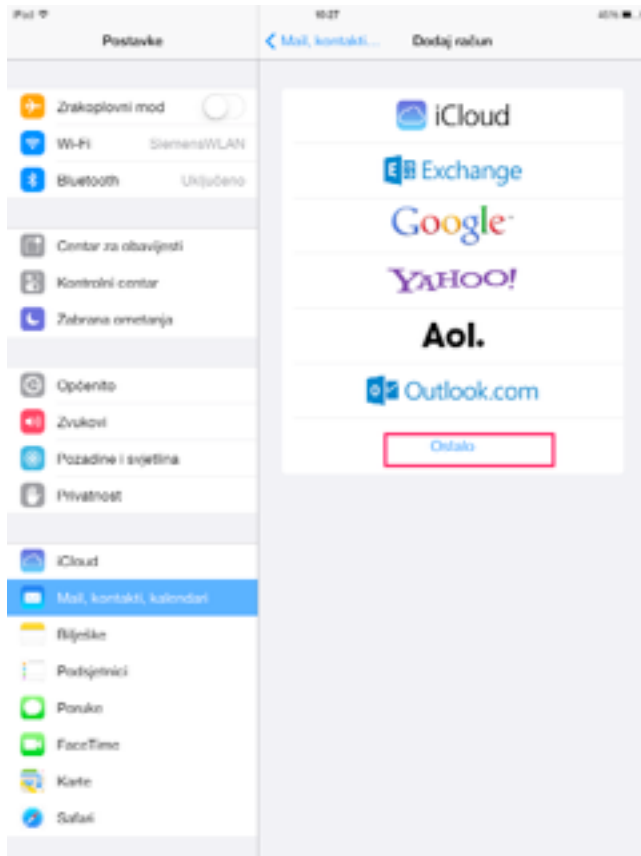 iPad 10:27
Postavke
Mail, kontakti... Dodaj račun
Zrakoplovni mod
Wi-Fi SiemensWLAN
Bluetooth Uključeno
Centar za obavijesti
Kontrolni centar
Zabrana ometanja
Općenito
Zvukovi
Pozadine i svjetlina
Privatnost
iCloud
Mail, kontakti, kalendari
Bilješke
Podsjetnici
Poruke
FaceTime
Karte
Safari
iCloud
Exchange
Google
YAHOO!
Aol.
Outlook.com
Ostalo